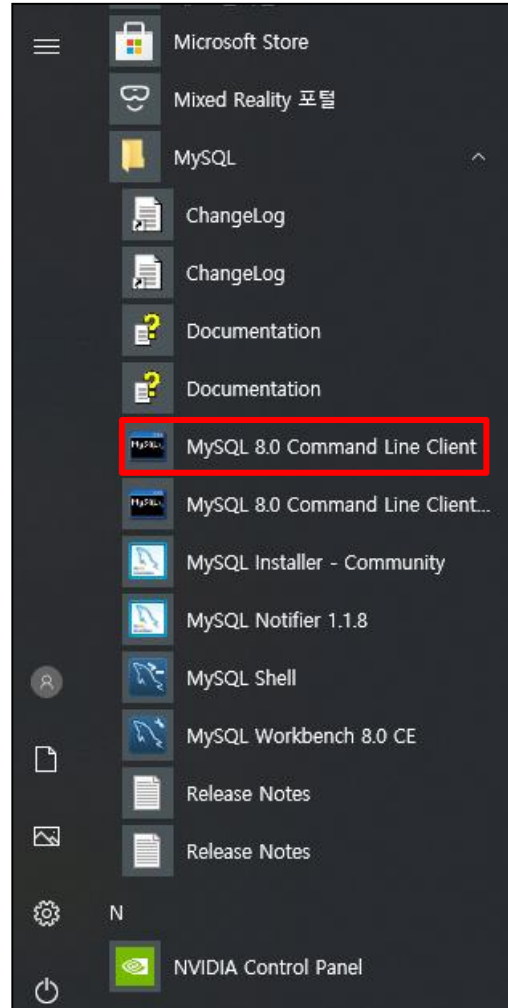 Microsoft Store
Mixed Reality 포털
MySQL
ChangeLog
ChangeLog
Documentation
Documentation
MySQL 8.0 Command Line Client
MySQL 8.0 Command Line Client...
MySQL Installer - Community
MySQL Notifier 1.1.8
MySQL Shell
MySQL Workbench 8.0 CE
Release Notes
Release Notes
N
NVIDIA Control Panel